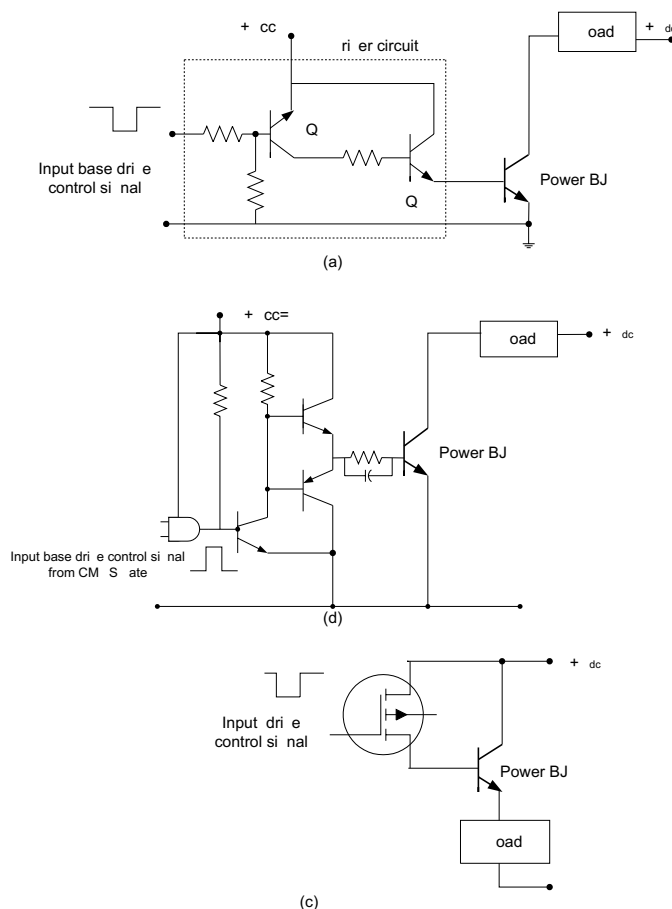 + cc
ri er circuit
oad
+ dc
Q
Input base dri e
control si nal
Q
Power BJ
(a)
+ cc=
oad
+ dc
Power BJ
Input base dri e control si nal
from CM S ate
(d)
+ dc
Input dri e
control si nal
Power BJ
oad
(c)